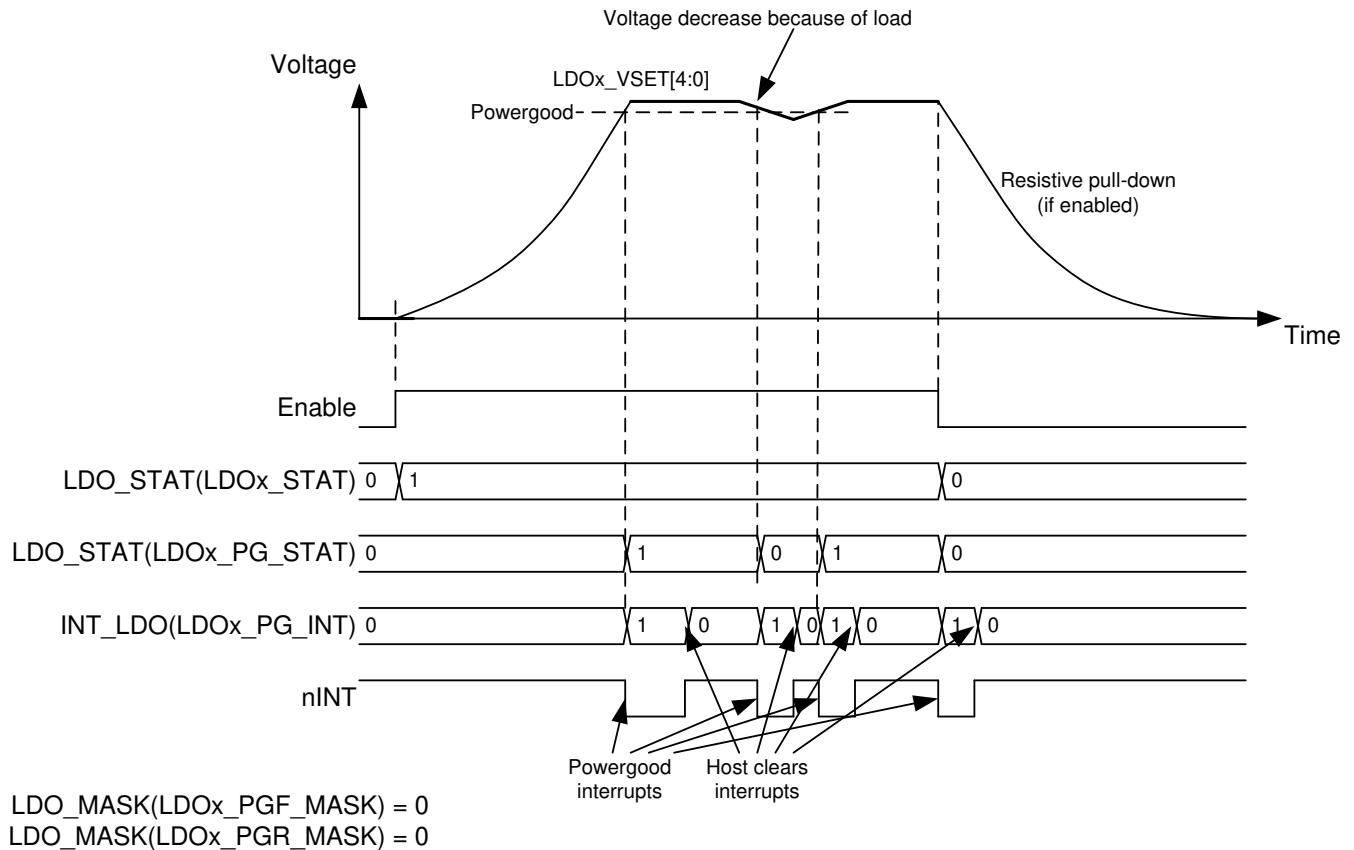 Voltage decrease because of load
Voltage
LDOx_VSET[4:0]
Powergood
Resistive pull-down
(if enabled)
Time
Enable
LDO_STAT(LDOx_STAT) 0 1 0
LDO_STAT(LDOx_PG_STAT) 0 1 0 1 0
INT_LDO(LDOx_PG_INT) 0 1 0 1 0 1 0 1 0
nINT
Powergood
interrupts
Host clears
interrupts
LDO_MASK(LDOx_PGF_MASK) = 0
LDO_MASK(LDOx_PGR_MASK) = 0